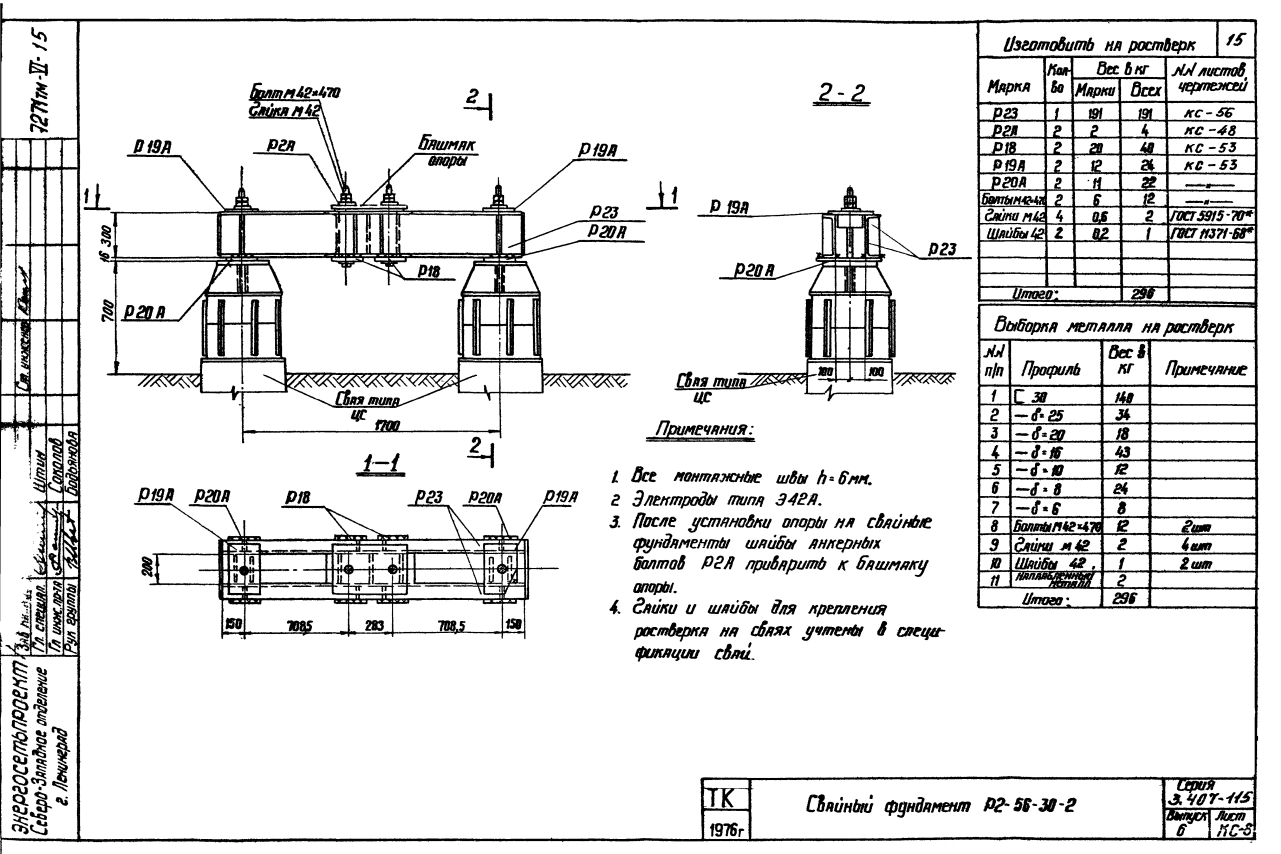 7271тм-VI-15
Болт М42×470
Гайка М42
2
2-2
Р19А
Р2А
Башмак
опоры
Р19А
1
1
Р19А
Р23
Р20А
Р23
Р18
Р20А
Р20А
300
16
700
Свая типа
ЦС
Свая типа
ЦС
100
100
1700
2
1-1
Р19А
Р20А
Р18
Р23
Р20А
Р19А
200
150
708,5
283
708,5
150
Примечания:
1. Все монтажные швы h=6мм.
2 Электроды типа Э42А.
3. После установки опоры на свайные
фундаменты шайбы анкерных
болтов Р2А приварить к башмаку
опоры.
4. Гайки и шайбы для крепления
ростверка на сваях учтены в специ-
фикации свай.
Изготовить на ростверк 15
Марка Кол-во Вес в кг NN листов чертежей
Марки Всех
Р23 1 191 191 КС-56
Р2А 2 2 4 КС-48
Р18 2 20 40 КС-53
Р19А 2 12 24 КС-53
Р20А 2 11 22 —"—
Болты М42×470 2 6 12 —"—
Гайки М42 4 0,6 2 ГОСТ 5915-70*
Шайбы 42 2 0,2 1 ГОСТ 11371-68*
Итого: 296
Выборка металла на ростверк
NN п/п Профиль Вес в кг Примечание
1 [ 30 140
2 — δ=25 34
3 — δ=20 18
4 — δ=16 43
5 — δ=10 12
6 — δ=8 24
7 — δ=6 8
8 Болты М42×470 12 2шт
9 Гайки М42 2 4шт
10 Шайбы 42 1 2шт
11 Наплавленный металл 2
Итого: 296
ТК
1976г
Свайный фундамент Р2-56-30-2
Серия
3.407-115
Выпуск 6
Лист КС-8
Ст. инженер
Гл. специал. Штин
Гл. инж. пр-та Соколов
Рук. группы
Энергосетьпроект
Северо-Западное отделение
г. Ленинград